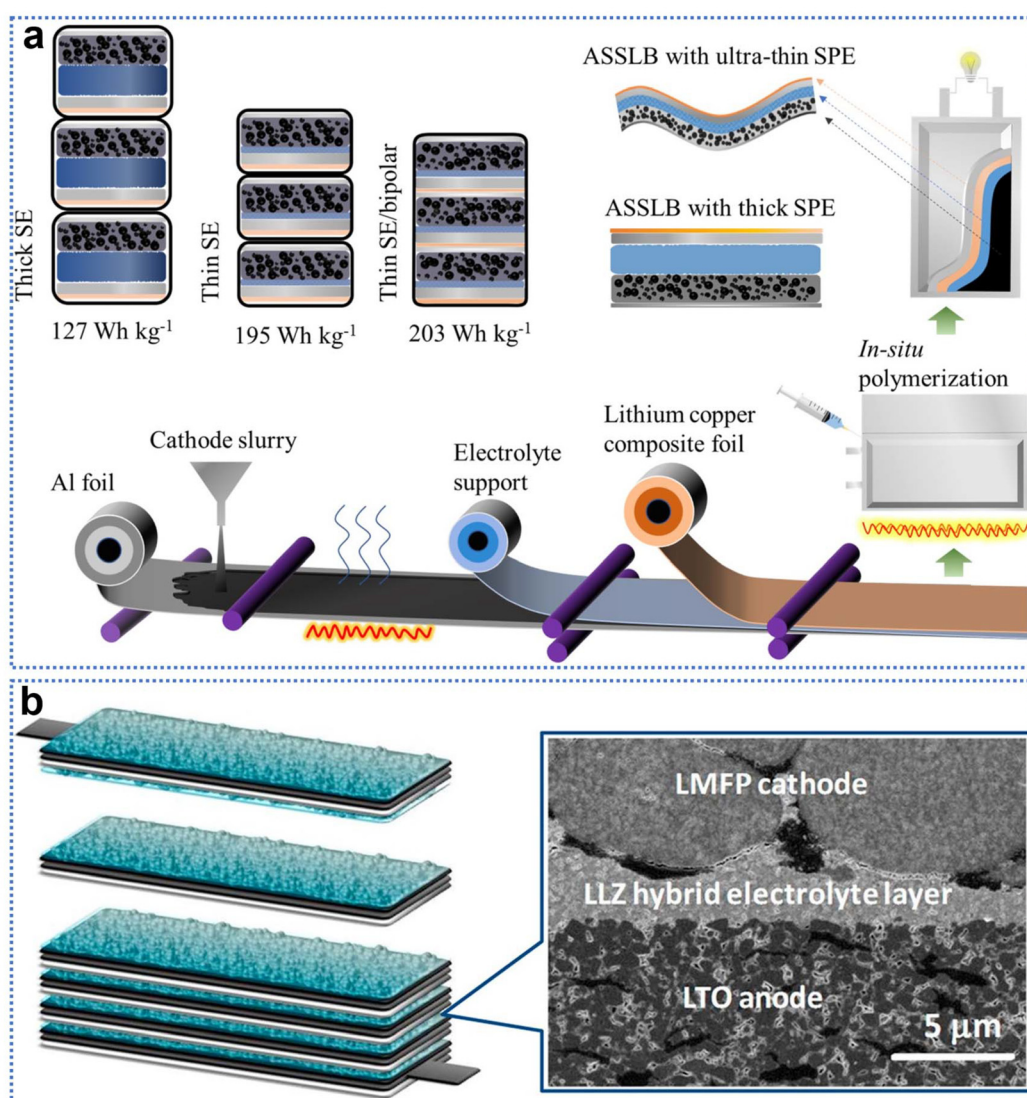 a
Thick SE
127 Wh kg-1
Thin SE
195 Wh kg-1
Thin SE/bipolar
203 Wh kg-1
ASSLB with ultra-thin SPE
ASSLB with thick SPE
In-situ
polymerization
Al foil
Cathode slurry
Electrolyte
support
Lithium copper
composite foil
b
LMFP cathode
LLZ hybrid electrolyte layer
LTO anode
5 μm